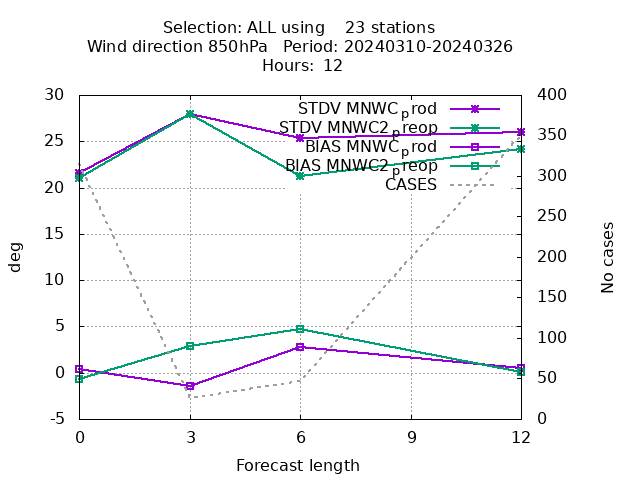 Selection: ALL using    23 stations
Wind direction 850hPa   Period: 20240310-20240326
Hours: 12
30
25
20
15
10
5
0
-5
400
350
300
250
200
150
100
50
0
STDV MNWC_prod
STDV MNWC2_preop
BIAS MNWC_prod
BIAS MNWC2_preop
CASES
deg
No cases
0 3 6 9 12
Forecast length